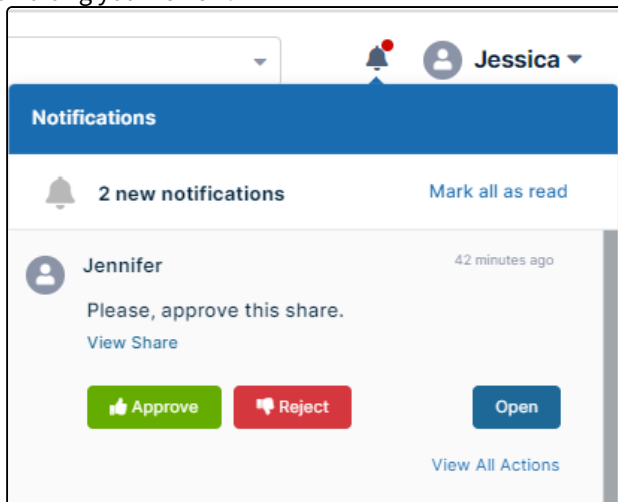 Jessica
Notifications
2 new notifications Mark all as read
Jennifer 42 minutes ago
Please, approve this share.
View Share
Approve Reject Open
View All Actions